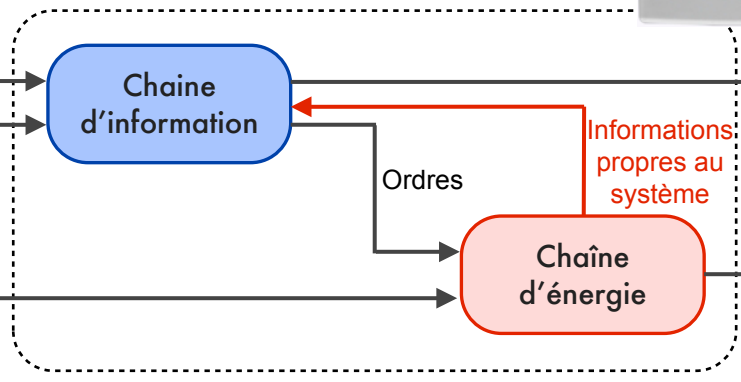 Chaine
d'information
Ordres
Informations
propres au
système
Chaîne
d'énergie